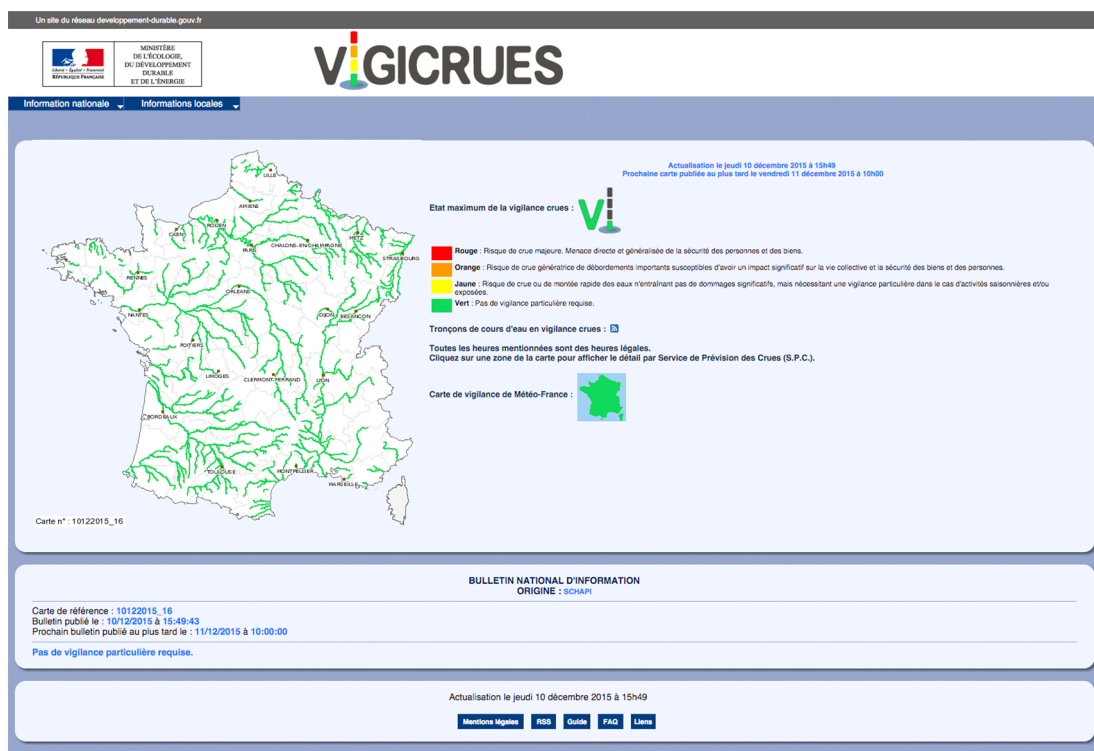 Un site du réseau developpement-durable.gouv.fr
Liberté • Égalité • Fraternité
RÉPUBLIQUE FRANÇAISE
MINISTÈRE
DE L'ÉCOLOGIE,
DU DÉVELOPPEMENT
DURABLE
ET DE L'ÉNERGIE
VIGICRUES
Information nationale
Informations locales
LILLE
AMIENS
ROUEN
CAEN
PARIS
CHALONS-EN-CHAMPAGNE
METZ
STRASBOURG
RENNES
ORLEANS
NANTES
DIJON
BESANCON
POITIERS
LIMOGES
CLERMONT-FERRAND
LYON
BORDEAUX
TOULOUSE
MONTPELLIER
MARSEILLE
Carte n° : 10122015_16
Actualisation le jeudi 10 décembre 2015 à 15h49
Prochaine carte publiée au plus tard le vendredi 11 décembre 2015 à 10h00
Etat maximum de la vigilance crues :
Rouge : Risque de crue majeure. Menace directe et généralisée de la sécurité des personnes et des biens.
Orange : Risque de crue génératrice de débordements importants susceptibles d'avoir un impact significatif sur la vie collective et la sécurité des biens et des personnes.
Jaune : Risque de crue ou de montée rapide des eaux n'entraînant pas de dommages significatifs, mais nécessitant une vigilance particulière dans le cas d'activités saisonnières et/ou
exposées.
Vert : Pas de vigilance particulière requise.
Tronçons de cours d'eau en vigilance crues :
Toutes les heures mentionnées sont des heures légales.
Cliquez sur une zone de la carte pour afficher le détail par Service de Prévision des Crues (S.P.C.).
Carte de vigilance de Météo-France :
BULLETIN NATIONAL D'INFORMATION
ORIGINE : SCHAPI
Carte de référence : 10122015_16
Bulletin publié le : 10/12/2015 à 15:49:43
Prochain bulletin publié au plus tard le : 11/12/2015 à 10:00:00
Pas de vigilance particulière requise.
Actualisation le jeudi 10 décembre 2015 à 15h49
Mentions légales RSS Guide FAQ Liens